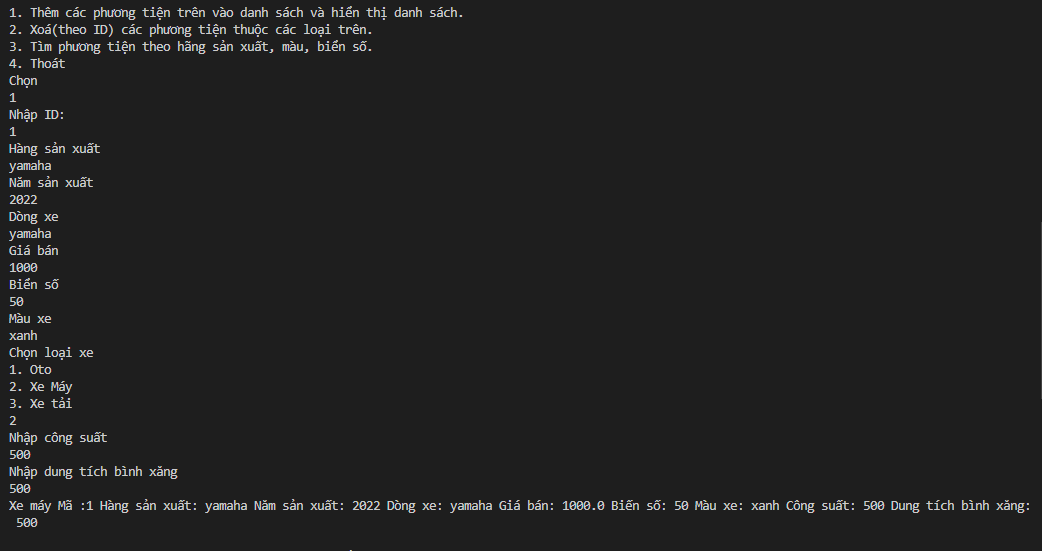 1. Thêm các phương tiện trên vào danh sách và hiển thị danh sách.
2. Xoá(theo ID) các phương tiện thuộc các loại trên.
3. Tìm phương tiện theo hãng sản xuất, màu, biển số.
4. Thoát
Chọn
1
Nhập ID:
1
Hàng sản xuất
yamaha
Năm sản xuất
2022
Dòng xe
yamaha
Giá bán
1000
Biển số
50
Màu xe
xanh
Chọn loại xe
1. Oto
2. Xe Máy
3. Xe tải
2
Nhập công suất
500
Nhập dung tích bình xăng
500
Xe máy Mã :1 Hàng sản xuất: yamaha Năm sản xuất: 2022 Dòng xe: yamaha Giá bán: 1000.0 Biển số: 50 Màu xe: xanh Công suất: 500 Dung tích bình xăng:
500